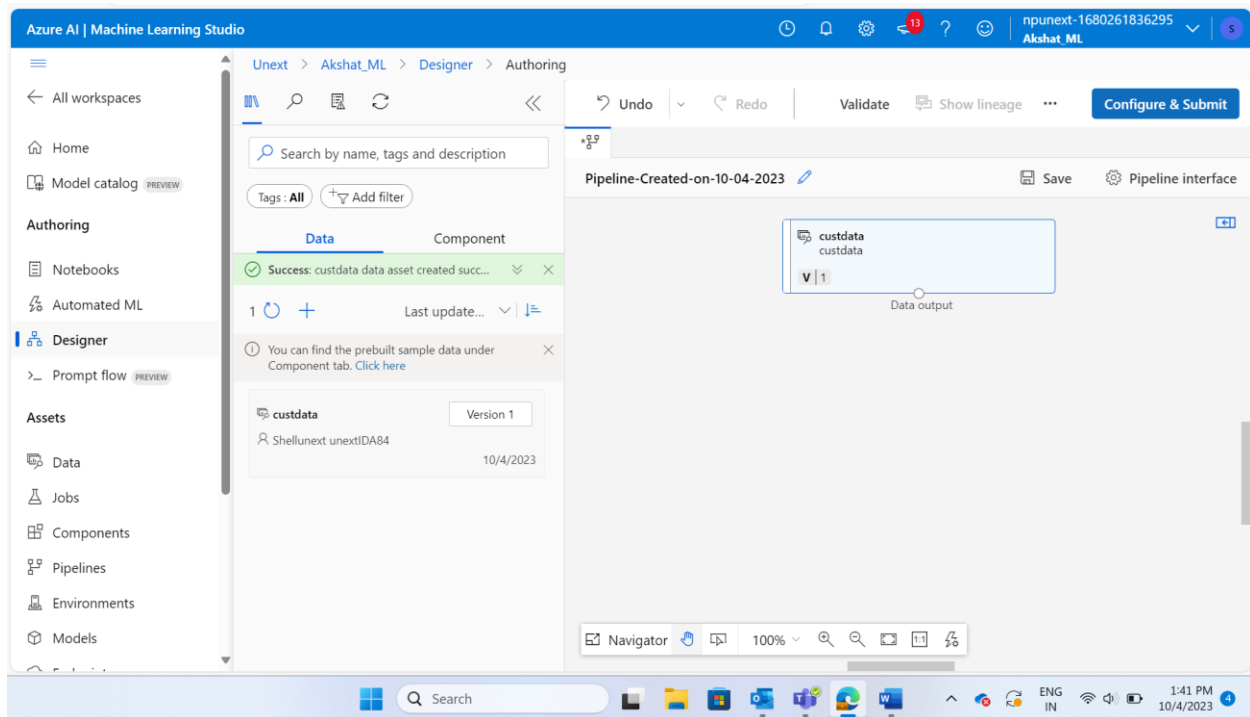 Azure AI | Machine Learning Studio
13
npunext-1680261836295
Akshat_ML
S
All workspaces
Home
Model catalog PREVIEW
Authoring
Notebooks
Automated ML
Designer
Prompt flow PREVIEW
Assets
Data
Jobs
Components
Pipelines
Environments
Models
Unext > Akshat_ML > Designer > Authoring
Search by name, tags and description
Tags : All
Add filter
Data
Component
Success: custdata data asset created succ...
1
Last update...
You can find the prebuilt sample data under
Component tab. Click here
custdata
Version 1
Shellunext unextIDA84
10/4/2023
Undo
Redo
Validate
Show lineage
Configure & Submit
Pipeline-Created-on-10-04-2023
Save
Pipeline interface
custdata
custdata
V | 1
Data output
Navigator
100%
1:1
Search
ENG
IN
1:41 PM
10/4/2023
4